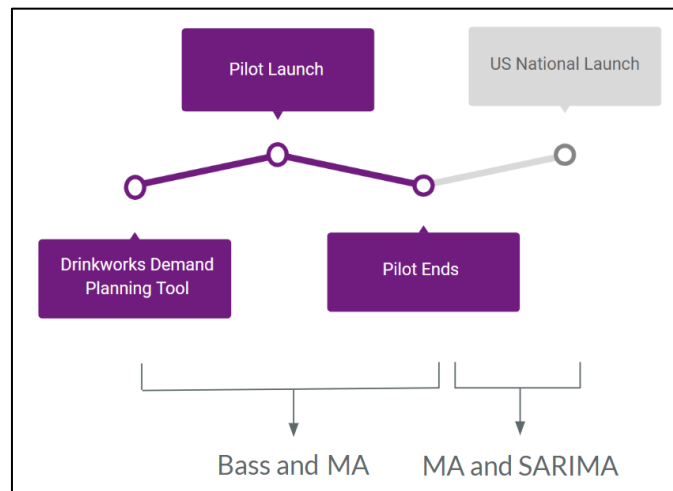 Pilot Launch
US National Launch
Drinkworks Demand
Planning Tool
Pilot Ends
Bass and MA
MA and SARIMA